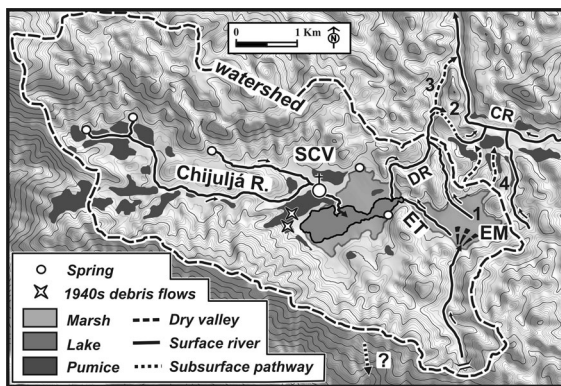 0 1 Km
N
watershed
3
2
CR
SCV
Chijuljá R.
DR
4
1
ET
EM
Spring
1940s debris flows
Marsh
Dry valley
Lake
Surface river
Pumice
Subsurface pathway
?